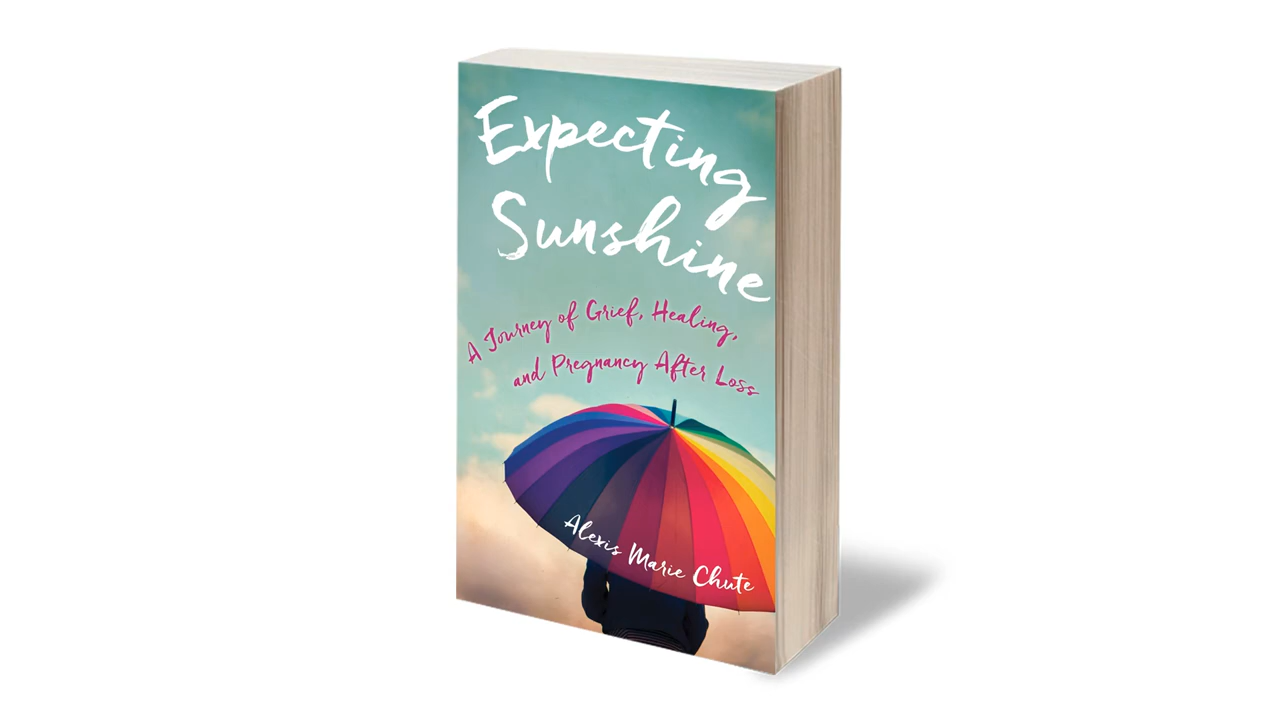 Expecting
Sunshine
A Journey of Grief, Healing,
and Pregnancy After Loss
Alexis Marie Chute